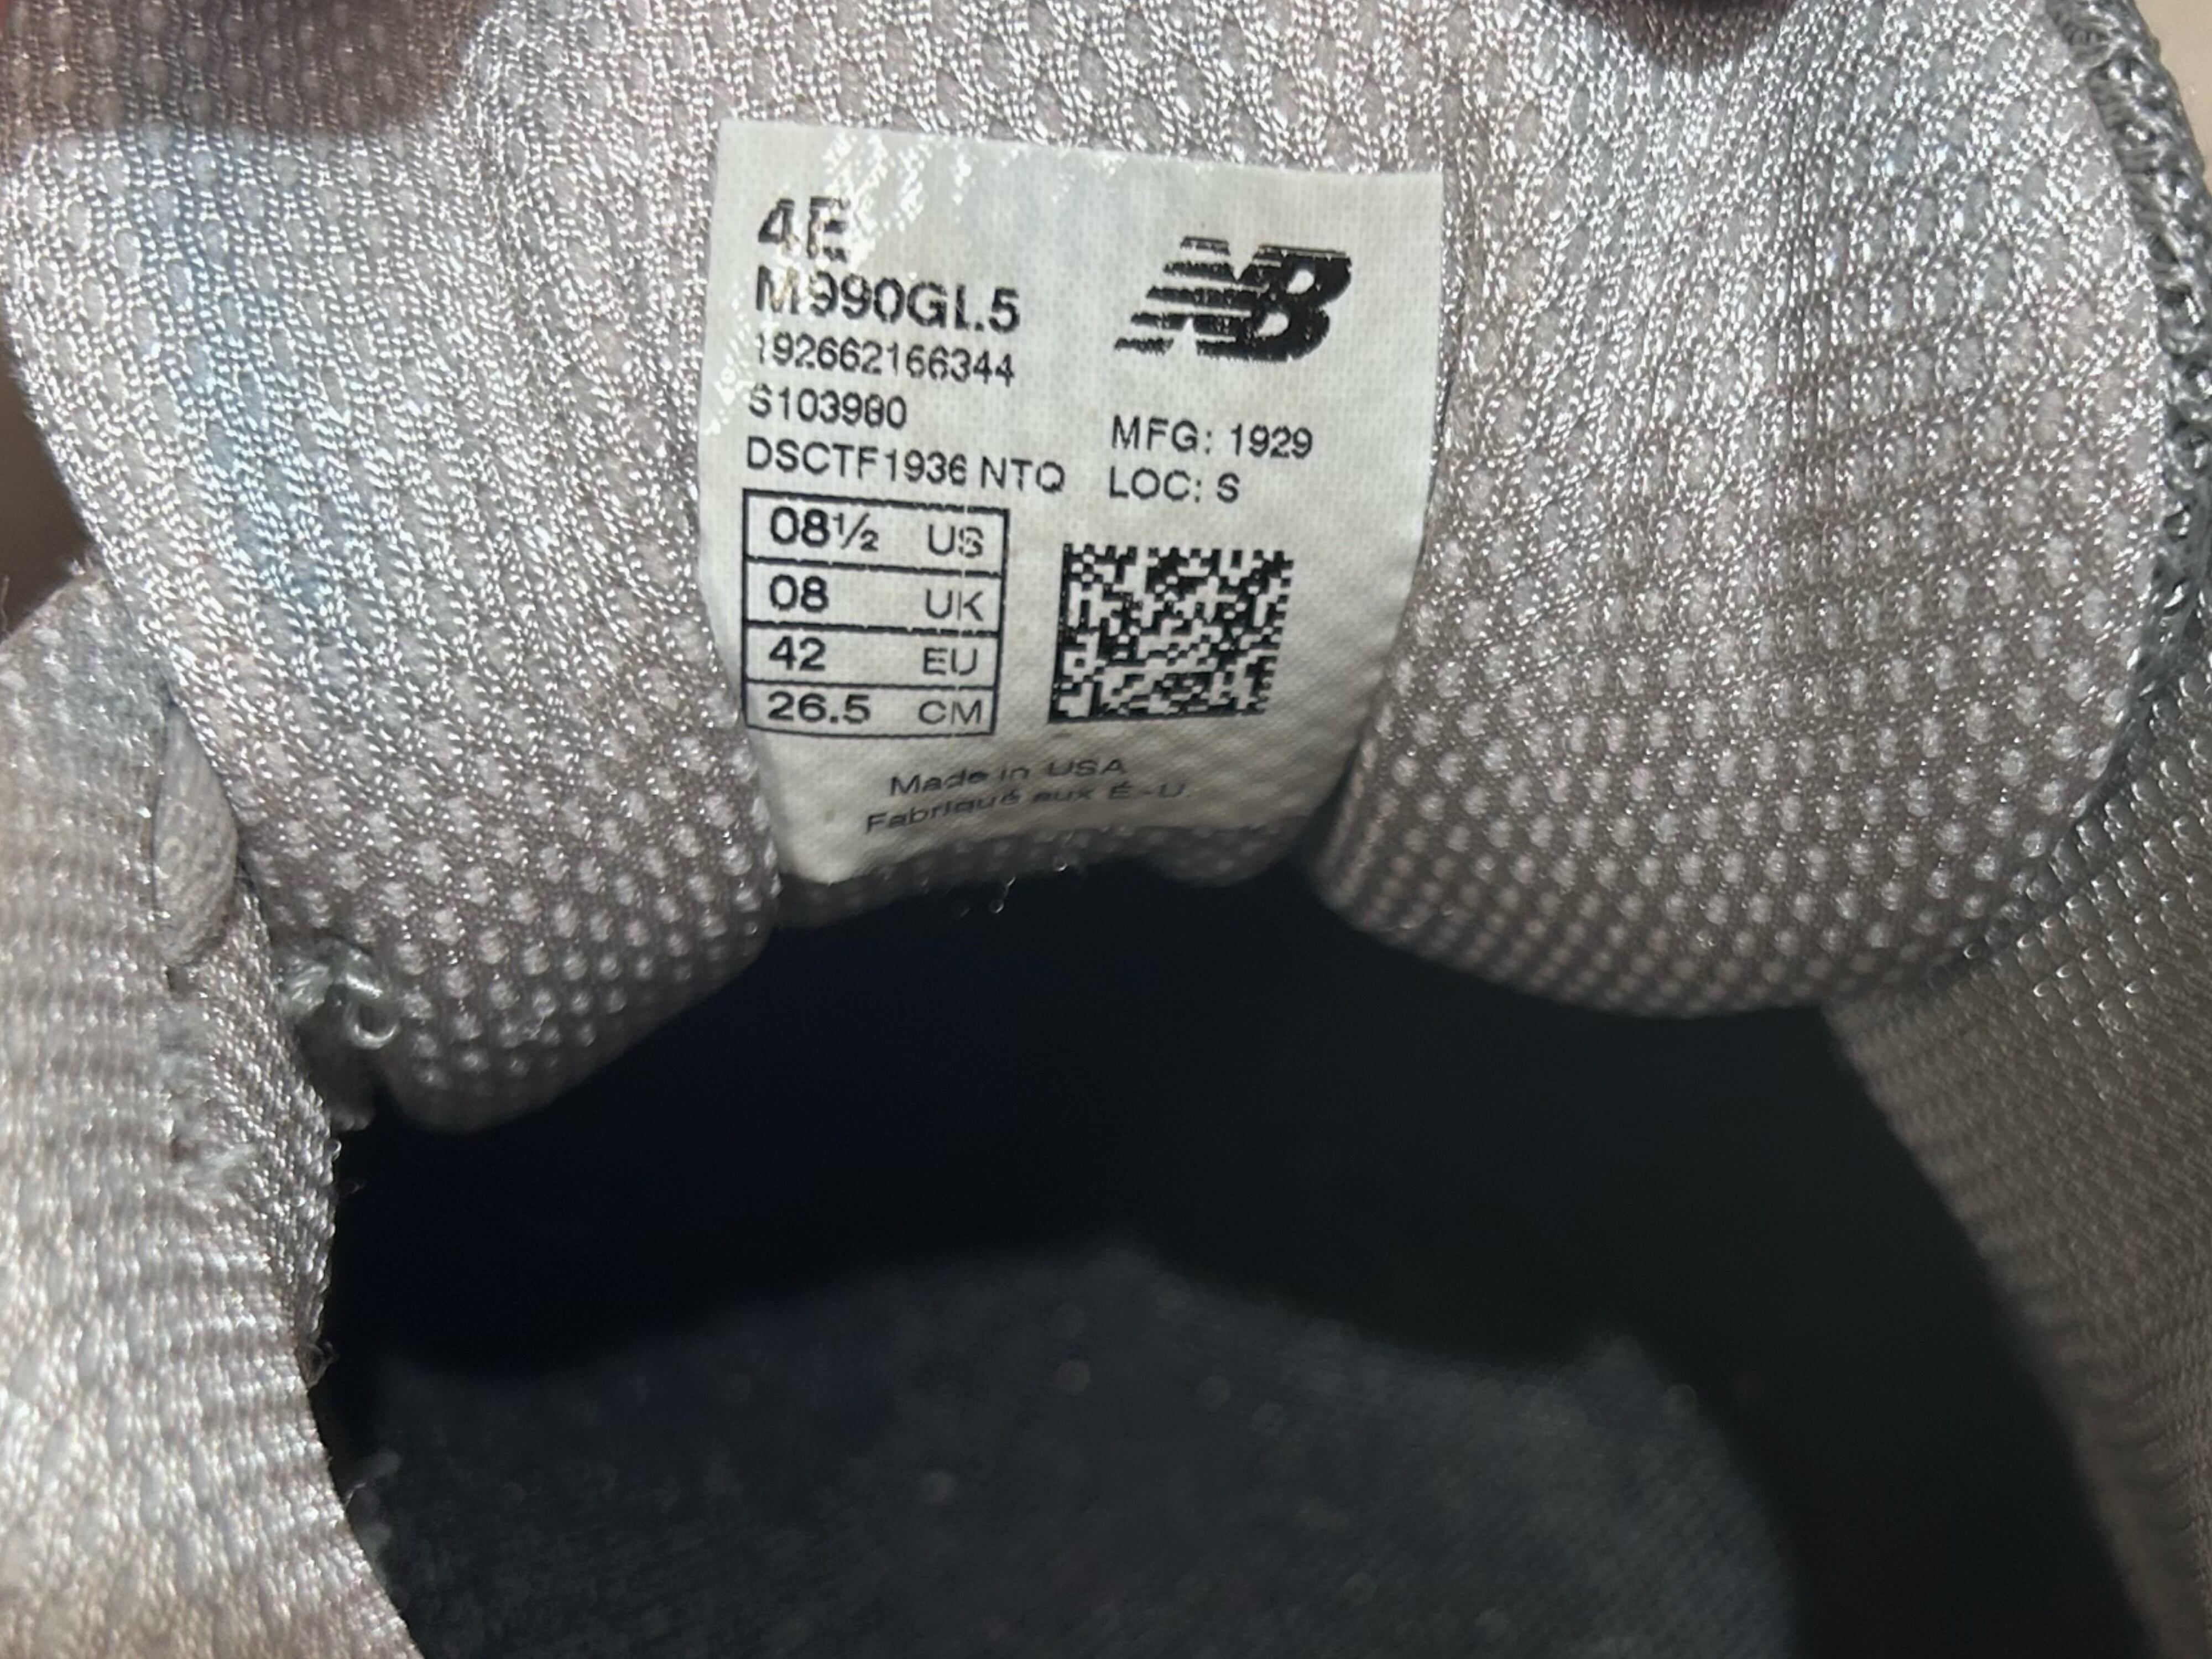 4E
M990GL5
192662166344
S103980
DSCTF1936 NTQ
NB
MFG: 1929
LOC: S
08½ US
08 UK
42 EU
26.5 CM
Made in USA
Fabriqué aux É-U.